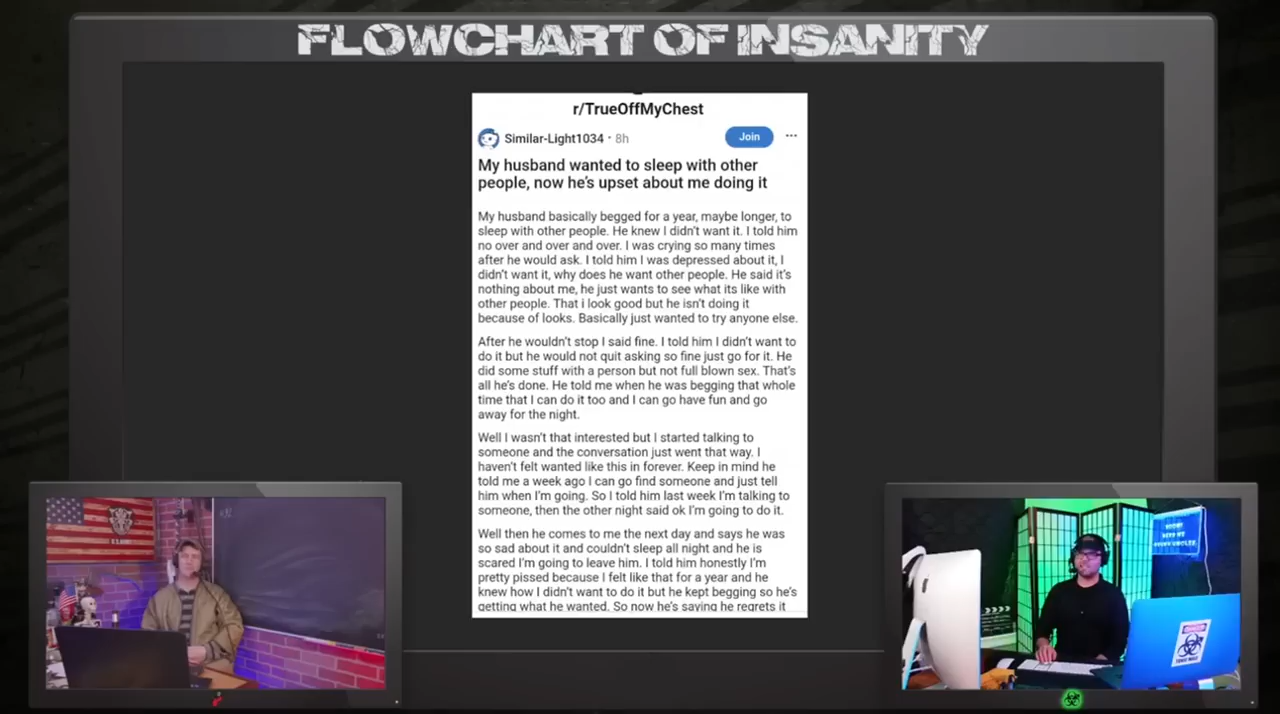 FLOWCHART OF INSANITY
r/TrueOffMyChest
Similar-Light1034 · 8h
Join
···
My husband wanted to sleep with other
people, now he's upset about me doing it
My husband basically begged for a year, maybe longer, to
sleep with other people. He knew I didn't want it. I told him
no over and over and over. I was crying so many times
after he would ask. I told him I was depressed about it, I
didn't want it, why does he want other people. He said it's
nothing about me, he just wants to see what its like with
other people. That i look good but he isn't doing it
because of looks. Basically just wanted to try anyone else.
After he wouldn't stop I said fine. I told him I didn't want to
do it but he would not quit asking so fine just go for it. He
did some stuff with a person but not full blown sex. That's
all he's done. He told me when he was begging that whole
time that I can do it too and I can go have fun and go
away for the night.
Well I wasn't that interested but I started talking to
someone and the conversation just went that way. I
haven't felt wanted like this in forever. Keep in mind he
told me a week ago I can go find someone and just tell
him when I'm going. So I told him last week I'm talking to
someone, then the other night said ok I'm going to do it.
Well then he comes to me the next day and says he was
so sad about it and couldn't sleep all night and he is
scared I'm going to leave him. I told him honestly I'm
pretty pissed because I felt like that for a year and he
knew how I didn't want to do it but he kept begging so he's
getting what he wanted. So now he's saying he regrets it